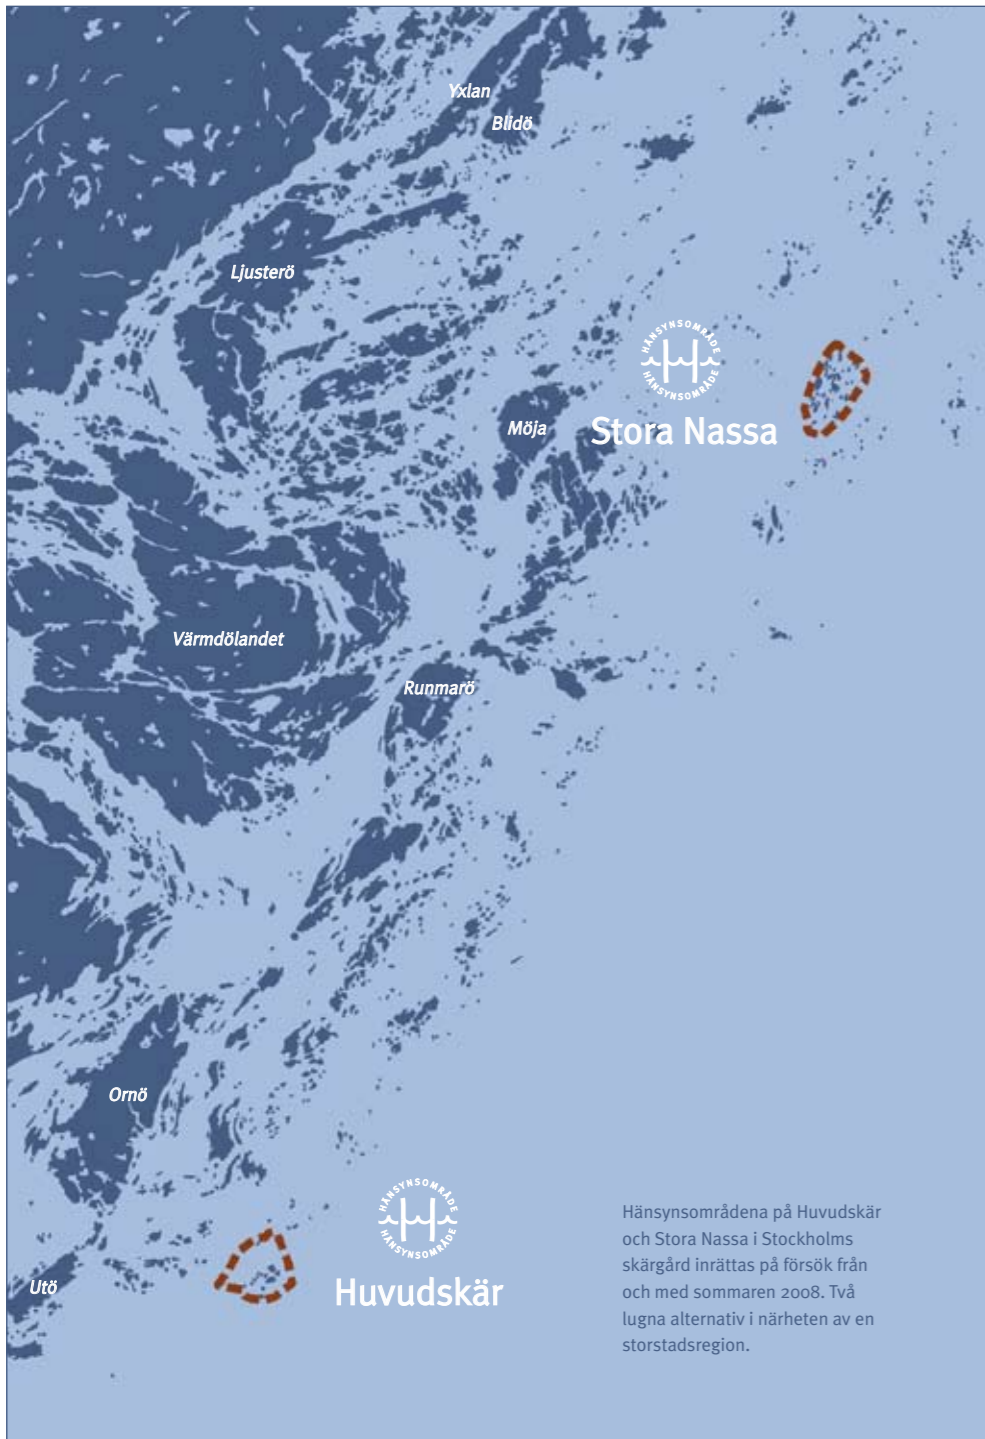 Yxlan
Blidö
Ljusterö
HÄNSYNSOMRÅDE
HÄNSYNSOMRÅDE
Möja
Stora Nassa
Värmdölandet
Runmarö
Ornö
HÄNSYNSOMRÅDE
HÄNSYNSOMRÅDE
Utö
Huvudskär
Hänsynsområdena på Huvudskär
och Stora Nassa i Stockholms
skärgård inrättas på försök från
och med sommaren 2008. Två
lugna alternativ i närheten av en
storstadsregion.